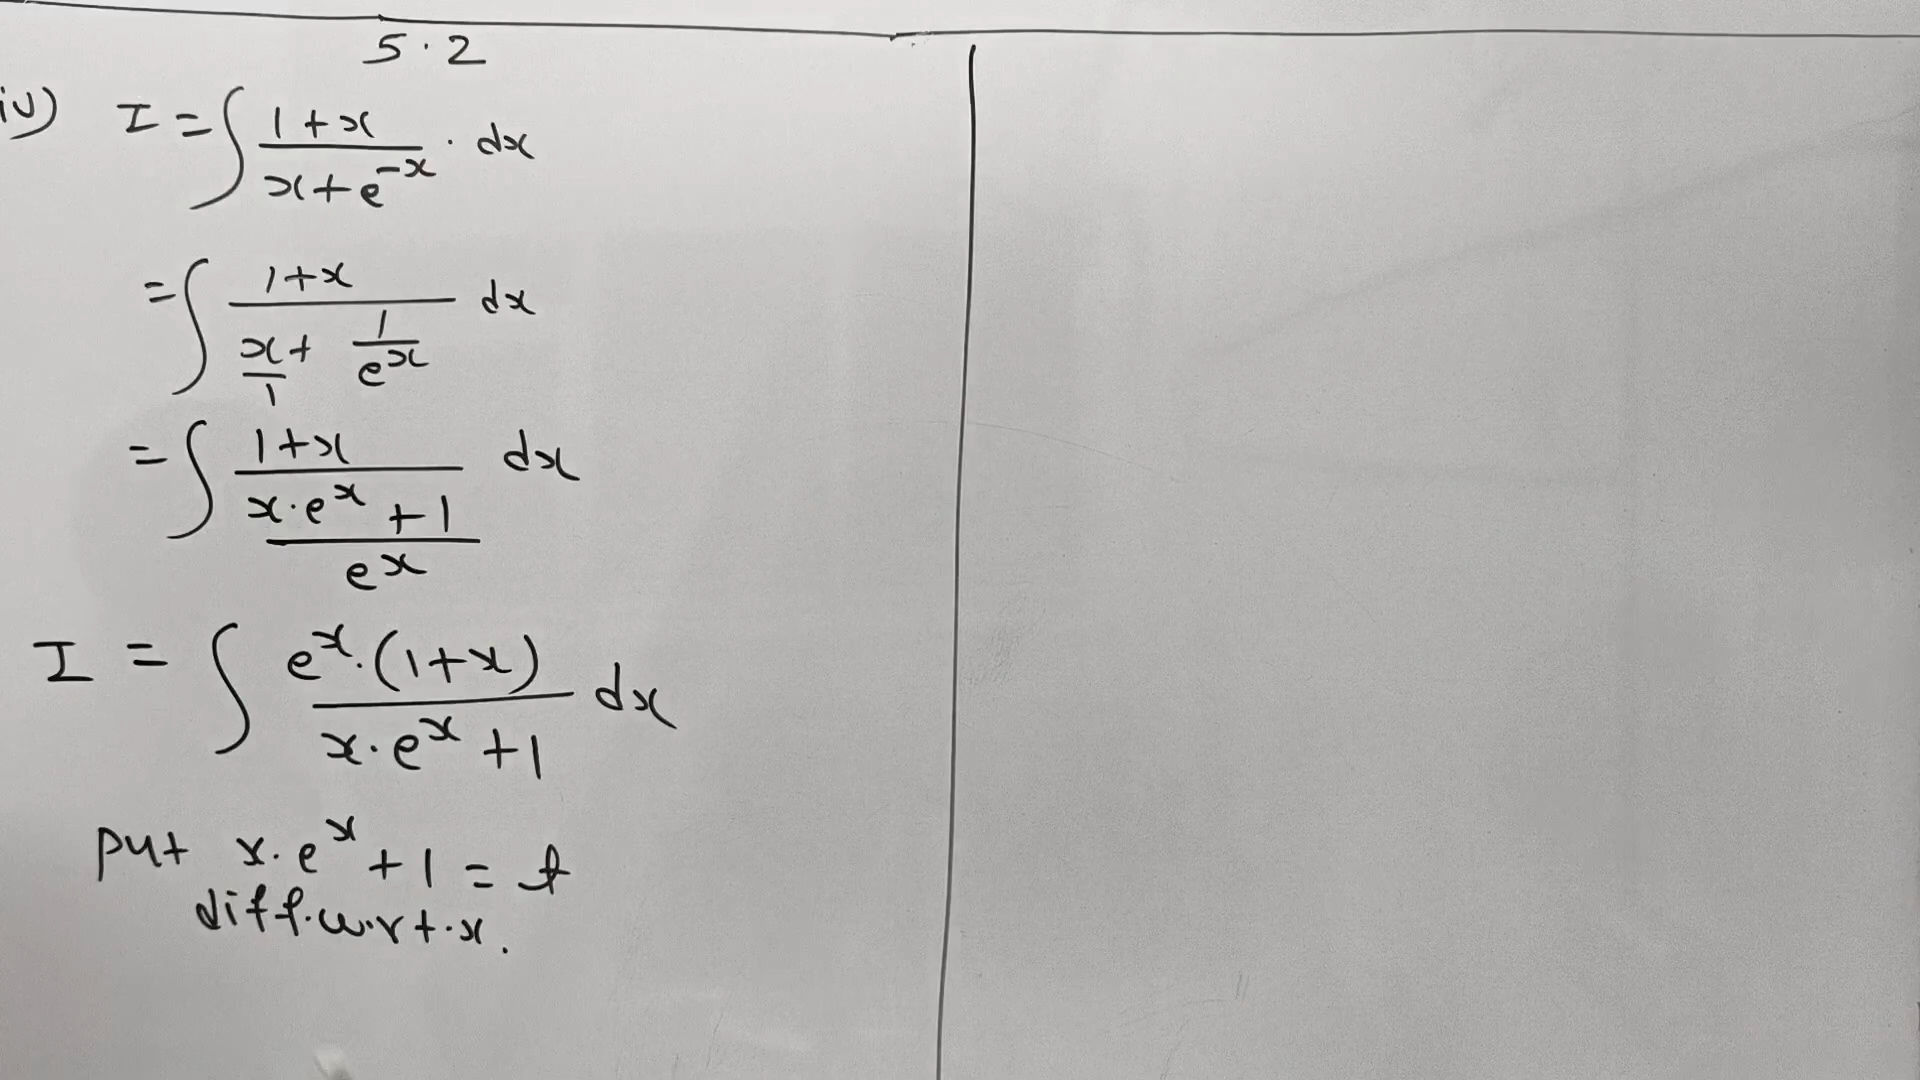 5.2
iv) I = ∫ (1+x)/(x+e^-x) . dx
= ∫ (1+x)/(x/1 + 1/e^x) dx
= ∫ (1+x)/((x.e^x +1)/e^x) dx
I = ∫ (e^x.(1+x))/(x.e^x +1) dx
put x.e^x +1 = t
diff.w.r.t.x.